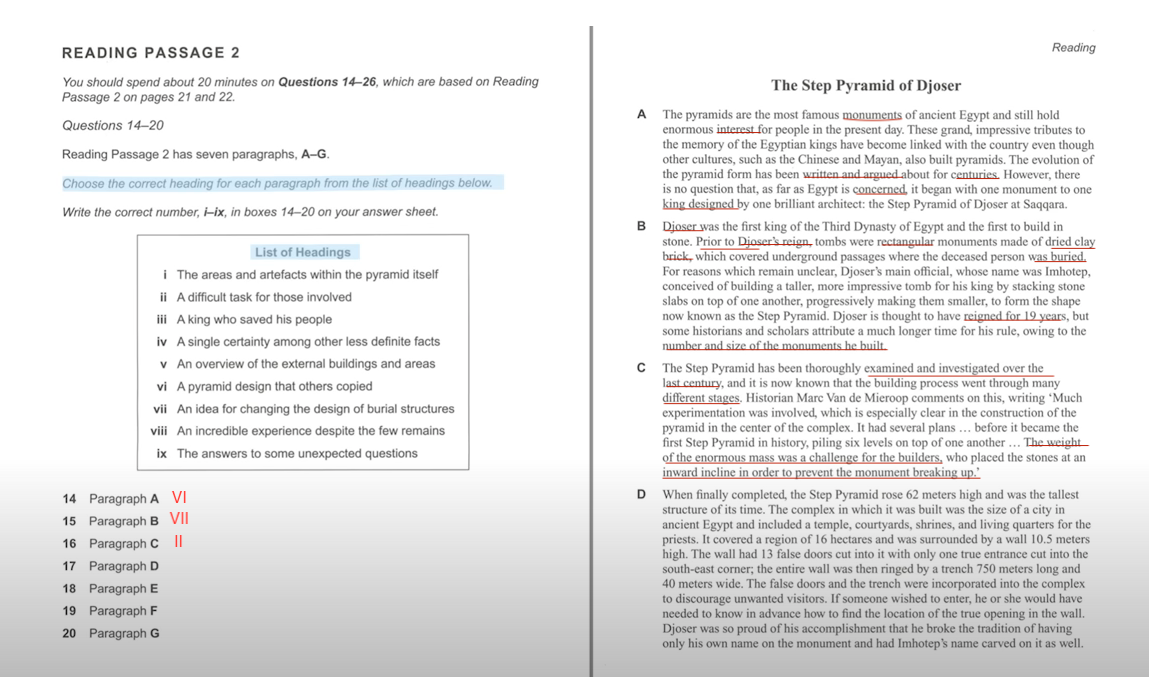 READING PASSAGE 2
You should spend about 20 minutes on Questions 14–26, which are based on Reading
Passage 2 on pages 21 and 22.
Questions 14–20
Reading Passage 2 has seven paragraphs, A–G.
Choose the correct heading for each paragraph from the list of headings below.
Write the correct number, i–ix, in boxes 14–20 on your answer sheet.
List of Headings
i The areas and artefacts within the pyramid itself
ii A difficult task for those involved
iii A king who saved his people
iv A single certainty among other less definite facts
v An overview of the external buildings and areas
vi A pyramid design that others copied
vii An idea for changing the design of burial structures
viii An incredible experience despite the few remains
ix The answers to some unexpected questions
14 Paragraph A VI
15 Paragraph B VII
16 Paragraph C II
17 Paragraph D
18 Paragraph E
19 Paragraph F
20 Paragraph G
Reading
The Step Pyramid of Djoser
A The pyramids are the most famous monuments of ancient Egypt and still hold
enormous interest for people in the present day. These grand, impressive tributes to
the memory of the Egyptian kings have become linked with the country even though
other cultures, such as the Chinese and Mayan, also built pyramids. The evolution of
the pyramid form has been written and argued about for centuries. However, there
is no question that, as far as Egypt is concerned, it began with one monument to one
king designed by one brilliant architect: the Step Pyramid of Djoser at Saqqara.
B Djoser was the first king of the Third Dynasty of Egypt and the first to build in
stone. Prior to Djoser's reign, tombs were rectangular monuments made of dried clay
brick, which covered underground passages where the deceased person was buried.
For reasons which remain unclear, Djoser's main official, whose name was Imhotep,
conceived of building a taller, more impressive tomb for his king by stacking stone
slabs on top of one another, progressively making them smaller, to form the shape
now known as the Step Pyramid. Djoser is thought to have reigned for 19 years, but
some historians and scholars attribute a much longer time for his rule, owing to the
number and size of the monuments he built.
C The Step Pyramid has been thoroughly examined and investigated over the
last century, and it is now known that the building process went through many
different stages. Historian Marc Van de Mieroop comments on this, writing 'Much
experimentation was involved, which is especially clear in the construction of the
pyramid in the center of the complex. It had several plans … before it became the
first Step Pyramid in history, piling six levels on top of one another … The weight
of the enormous mass was a challenge for the builders, who placed the stones at an
inward incline in order to prevent the monument breaking up.'
D When finally completed, the Step Pyramid rose 62 meters high and was the tallest
structure of its time. The complex in which it was built was the size of a city in
ancient Egypt and included a temple, courtyards, shrines, and living quarters for the
priests. It covered a region of 16 hectares and was surrounded by a wall 10.5 meters
high. The wall had 13 false doors cut into it with only one true entrance cut into the
south-east corner; the entire wall was then ringed by a trench 750 meters long and
40 meters wide. The false doors and the trench were incorporated into the complex
to discourage unwanted visitors. If someone wished to enter, he or she would have
needed to know in advance how to find the location of the true opening in the wall.
Djoser was so proud of his accomplishment that he broke the tradition of having
only his own name on the monument and had Imhotep's name carved on it as well.